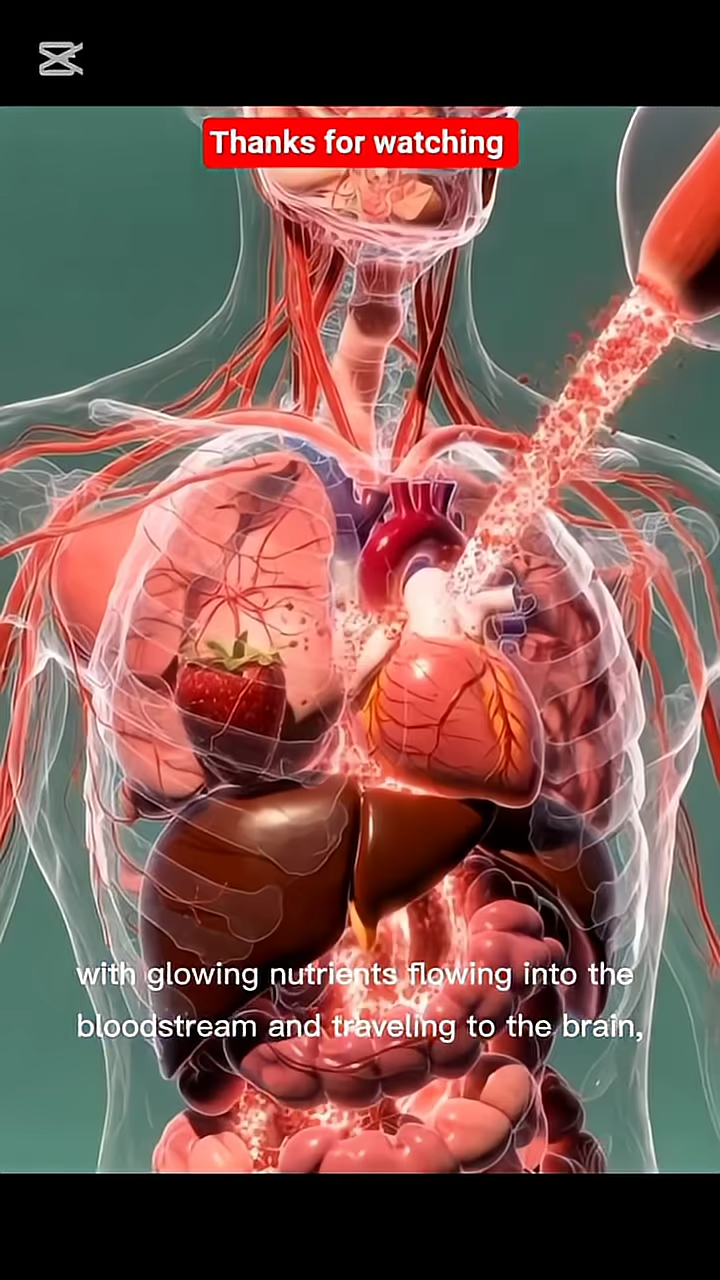 Thanks for watching
with glowing nutrients flowing into the
bloodstream and traveling to the brain,